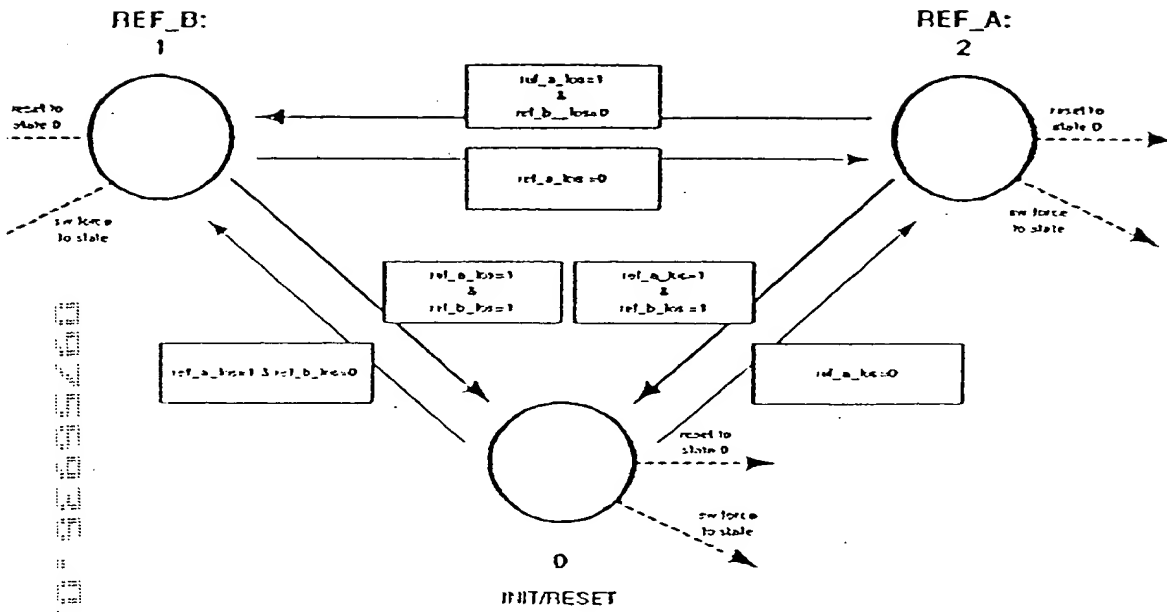 REF_B:
1
REF_A:
2
reset to
state 0
ref_a_los=1
&
ref_b__los=0
reset to
state 0
ref_a_los=0
sw force
to state
sw force
to state
ref_a_los=1
&
ref_b_los=1
ref_a_los=1
&
ref_b_los=1
ref_a_los=1 & ref_b_los=0
ref_a_los=0
reset to
state 0
sw force
to state
0
INIT/RESET